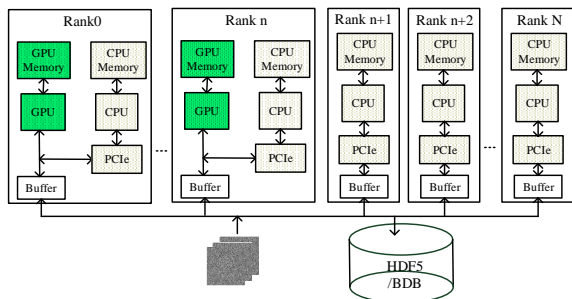 Rank0
GPU
Memory
CPU
Memory
GPU
CPU
PCIe
Buffer
...
Rank n
GPU
Memory
CPU
Memory
GPU
CPU
PCIe
Buffer
Rank n+1
CPU
Memory
CPU
PCIe
Buffer
Rank n+2
CPU
Memory
CPU
PCIe
Buffer
...
Rank N
CPU
Memory
CPU
PCIe
Buffer
HDF5
/BDB